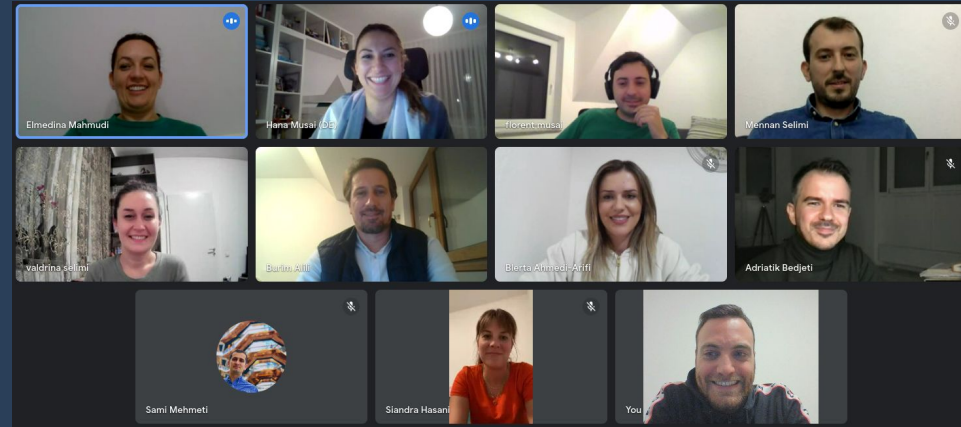 Elmedina Mahmudi
Hana Musai (DE)
florent musai
Mennan Selimi
valdrina selimi
Burim Aliti
Blerta Ahmedi-Arifi
Adriatik Bedjeti
Sami Mehmeti
Siandra Hasani
You